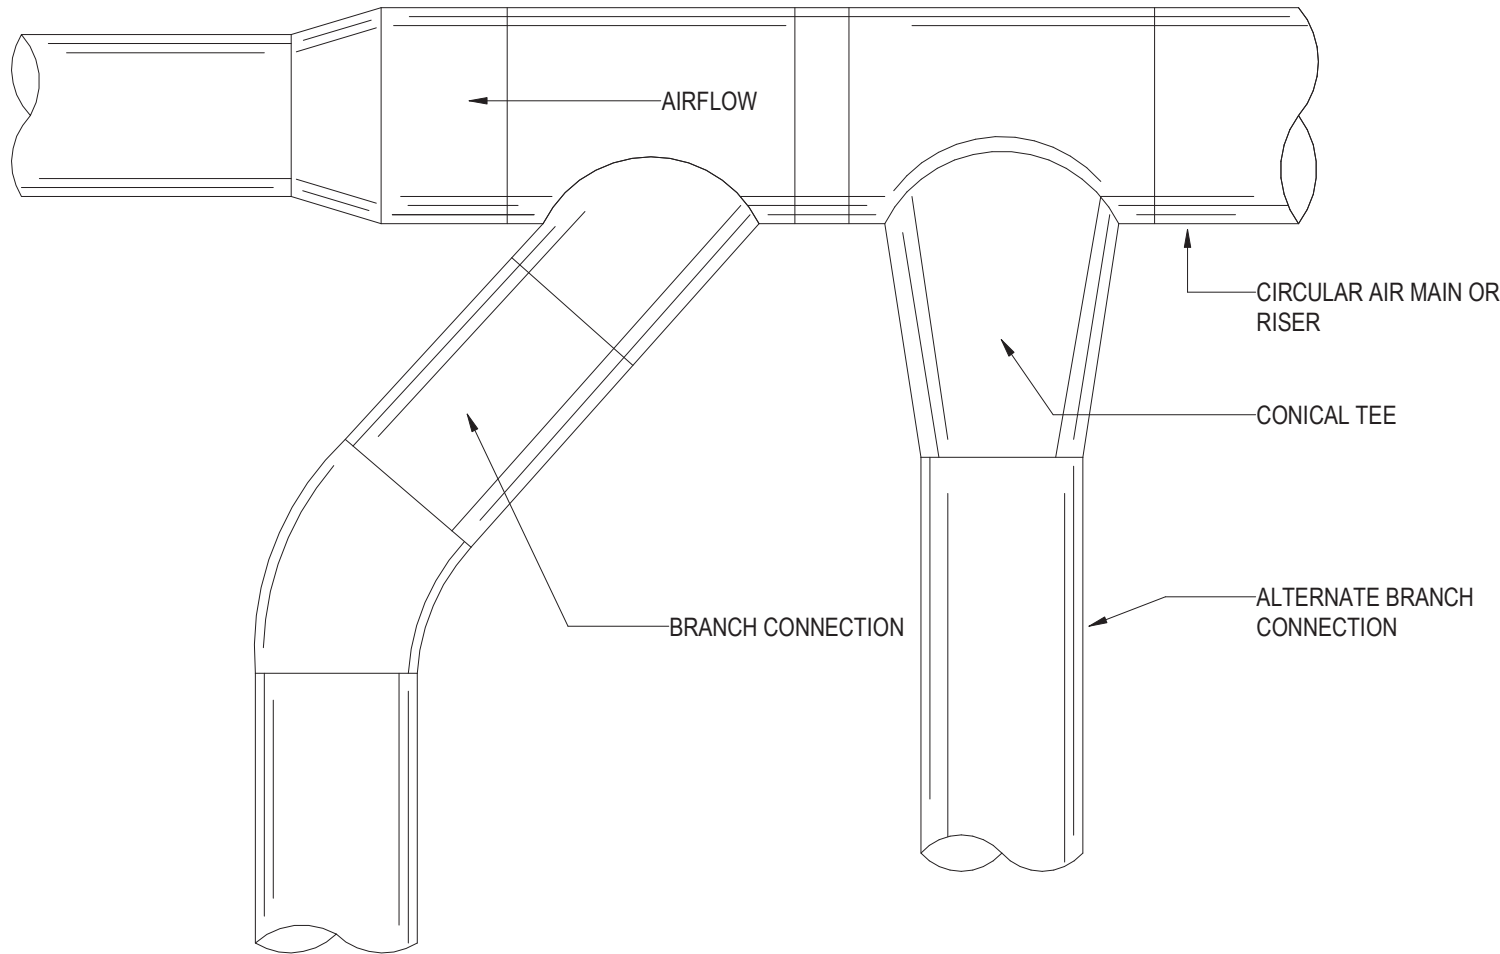 AIRFLOW
CIRCULAR AIR MAIN OR
RISER
CONICAL TEE
ALTERNATE BRANCH
CONNECTION
BRANCH CONNECTION